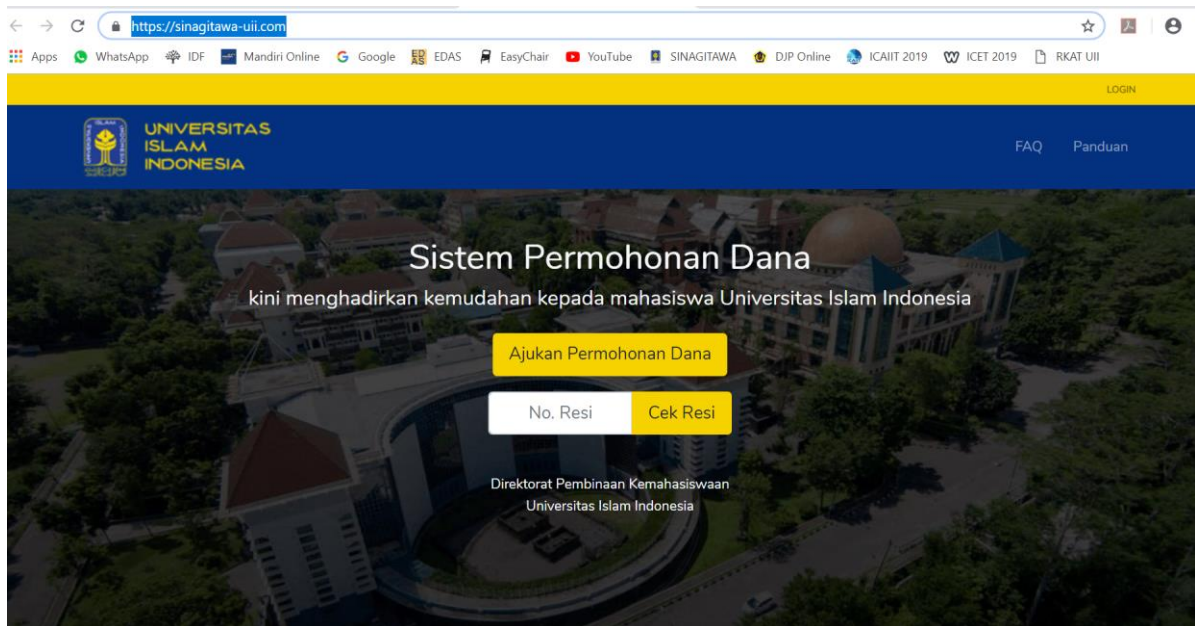 https://sinagitawa-uii.com
Apps WhatsApp IDF Mandiri Online Google EDAS EasyChair YouTube SINAGITAWA DJP Online ICAIIT 2019 ICET 2019 RKAT UII
LOGIN
UNIVERSITAS
ISLAM
INDONESIA
FAQ Panduan
Sistem Permohonan Dana
kini menghadirkan kemudahan kepada mahasiswa Universitas Islam Indonesia
Ajukan Permohonan Dana
No. Resi Cek Resi
Direktorat Pembinaan Kemahasiswaan
Universitas Islam Indonesia